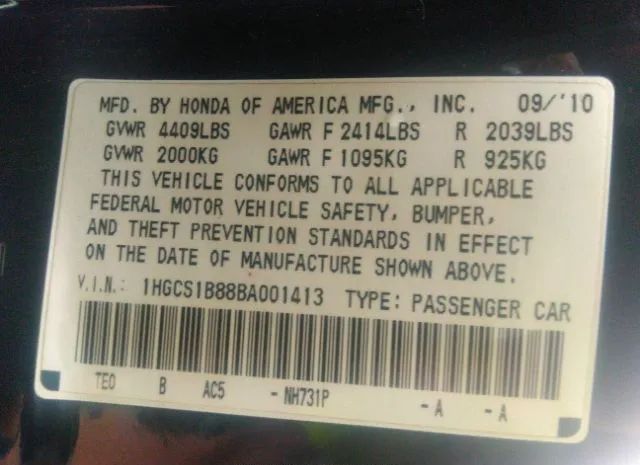 MFD. BY HONDA OF AMERICA MFG., INC. 09/'10
GVWR 4409LBS GAWR F 2414LBS R 2039LBS
GVWR 2000KG GAWR F 1095KG R 925KG
THIS VEHICLE CONFORMS TO ALL APPLICABLE
FEDERAL MOTOR VEHICLE SAFETY, BUMPER,
AND THEFT PREVENTION STANDARDS IN EFFECT
ON THE DATE OF MANUFACTURE SHOWN ABOVE.
V.I.N.: 1HGCS1B88BA001413 TYPE: PASSENGER CAR
TE0 B AC5 - NH731P - A - A